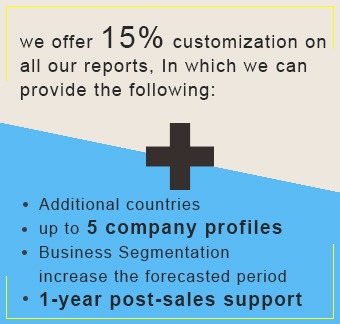 we offer 15% customization on
all our reports, In which we can
provide the following:
• Additional countries
• up to 5 company profiles
• Business Segmentation
increase the forecasted period
• 1-year post-sales support